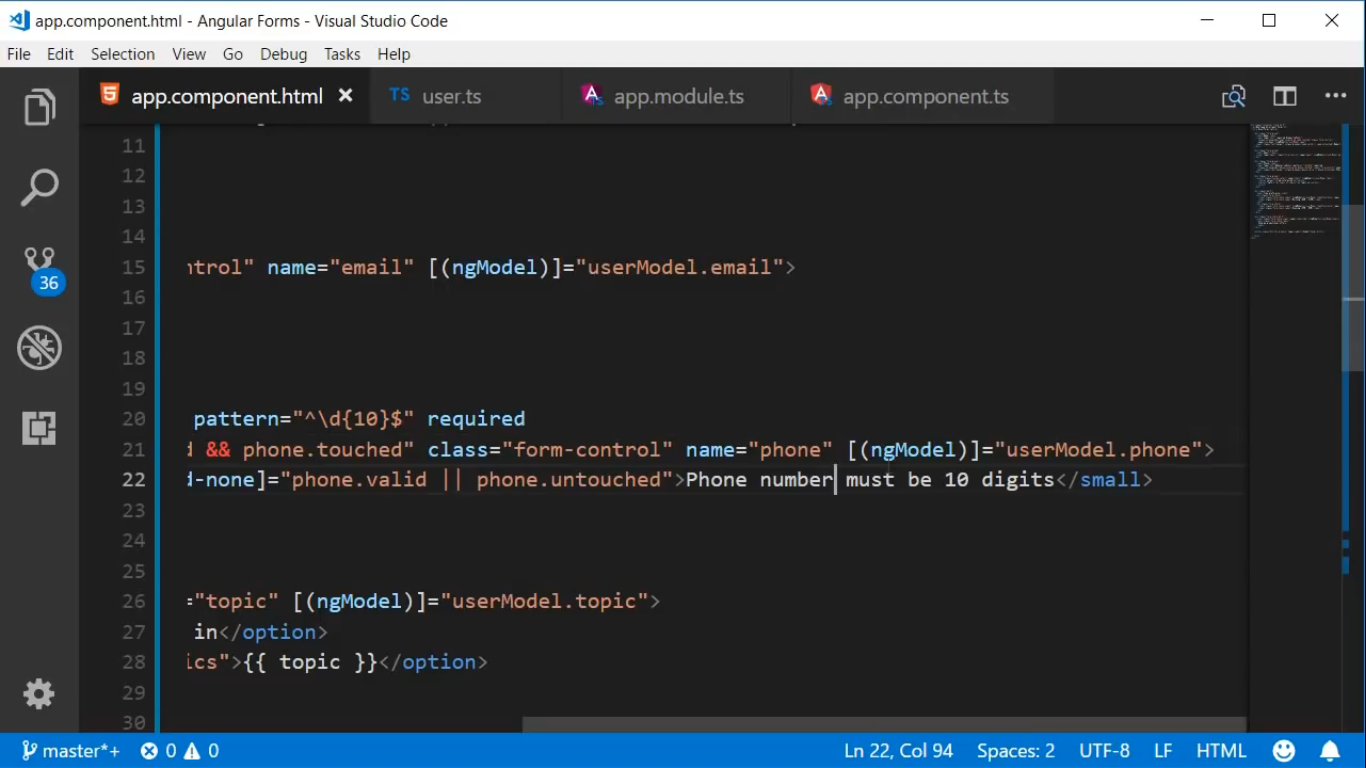 app.component.html - Angular Forms - Visual Studio Code
File Edit Selection View Go Debug Tasks Help
app.component.html TS user.ts app.module.ts app.component.ts
11
12
13
14
15 ntrol" name="email" [(ngModel)]="userModel.email">
16
17
18
19
20 pattern="^\d{10}$" required
21 d && phone.touched" class="form-control" name="phone" [(ngModel)]="userModel.phone">
22 d-none]="phone.valid || phone.untouched">Phone number must be 10 digits</small>
23
24
25
26 ="topic" [(ngModel)]="userModel.topic">
27 in</option>
28 ics">{{ topic }}</option>
29
30
36
master*+ 0 0 Ln 22, Col 94 Spaces: 2 UTF-8 LF HTML